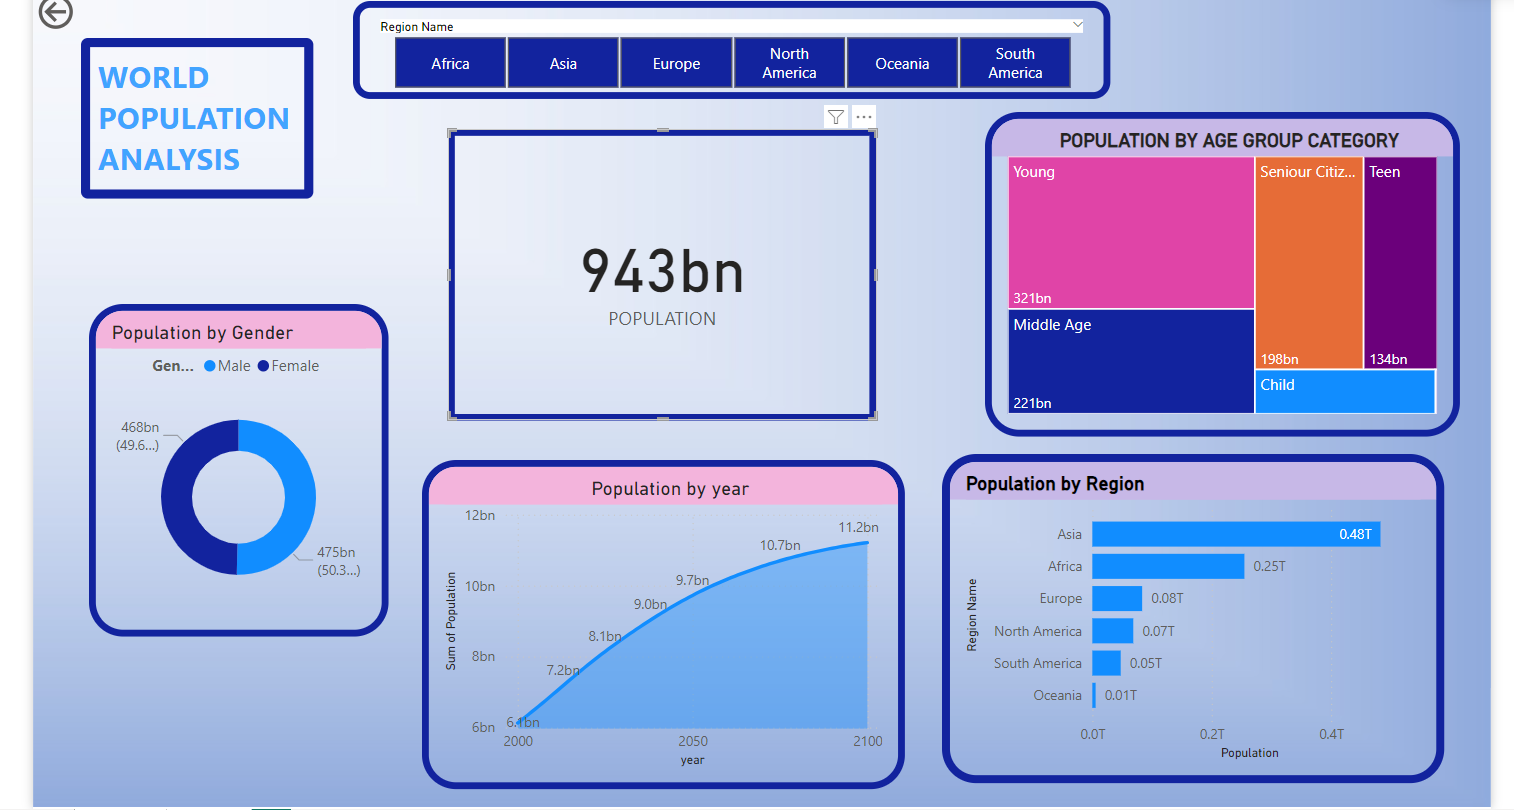 Region Name
Africa
Asia
Europe
North
America
Oceania
South
America
WORLD
POPULATION
ANALYSIS
943bn
POPULATION
POPULATION BY AGE GROUP CATEGORY
Young
321bn
Middle Age
221bn
Seniour Citiz...
198bn
Teen
134bn
Child
Population by Gender
Gen...
Male
Female
468bn
(49.6...)
475bn
(50.3...)
Population by year
Sum of Population
12bn
10bn
8bn
6bn
6.1bn
7.2bn
8.1bn
9.0bn
9.7bn
10.7bn
11.2bn
2000
2050
2100
year
Population by Region
Region Name
Asia
0.48T
Africa
0.25T
Europe
0.08T
North America
0.07T
South America
0.05T
Oceania
0.01T
0.0T
0.2T
0.4T
Population